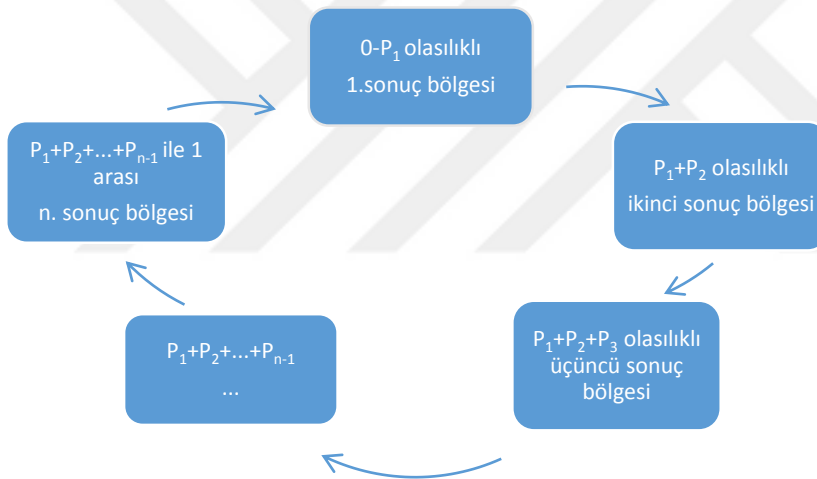 0-P₁ olasılıklı
1.sonuç bölgesi
P₁+P₂ olasılıklı
ikinci sonuç bölgesi
P₁+P₂+P₃ olasılıklı
üçüncü sonuç
bölgesi
P₁+P₂+...+Pₙ₋₁
...
P₁+P₂+...+Pₙ₋₁ ile 1
arası
n. sonuç bölgesi